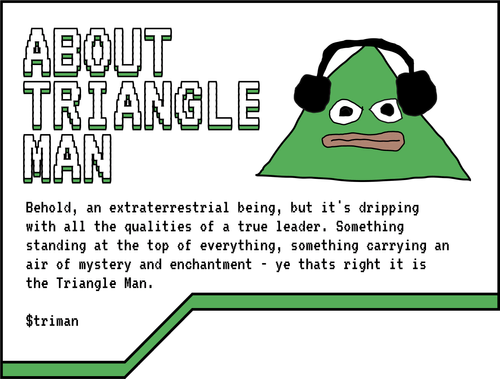 ABOUT
TRIANGLE
MAN
Behold, an extraterrestrial being, but it's dripping
with all the qualities of a true leader. Something
standing at the top of everything, something carrying an
air of mystery and enchantment - ye thats right it is
the Triangle Man.
$triman